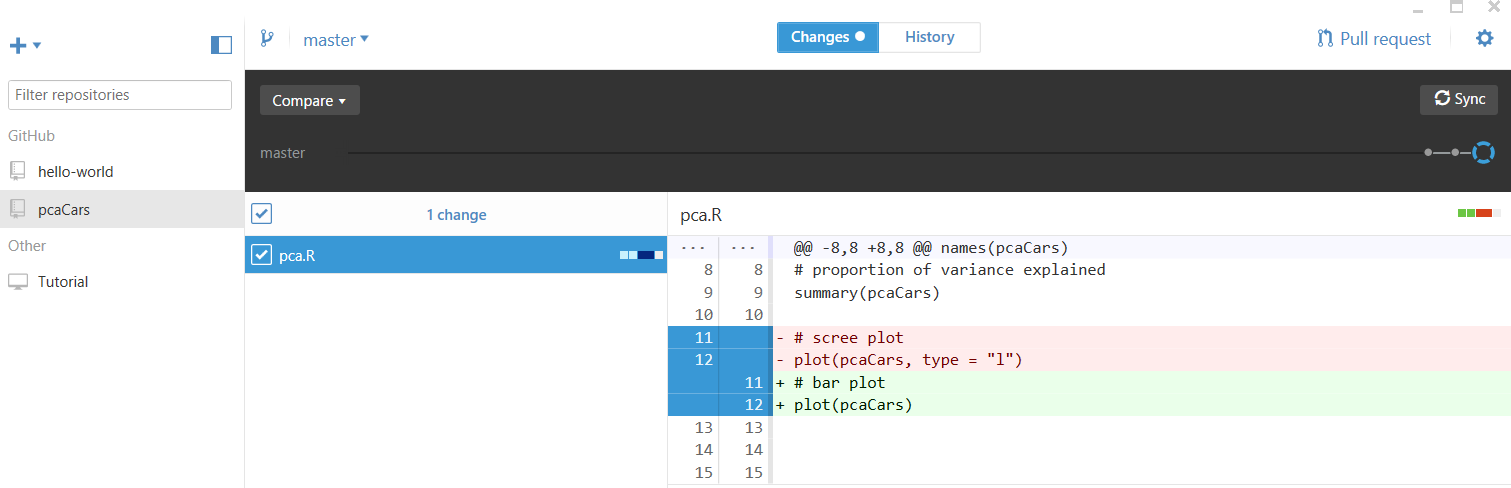 master
Changes
History
Pull request
Filter repositories
Compare
Sync
GitHub
master
hello-world
pcaCars
1 change
pca.R
Other
pca.R
Tutorial
... ... @@ -8,8 +8,8 @@ names(pcaCars)
8 8 # proportion of variance explained
9 9 summary(pcaCars)
10 10
11 - # scree plot
12 - plot(pcaCars, type = "l")
11 + # bar plot
12 + plot(pcaCars)
13 13
14 14
15 15